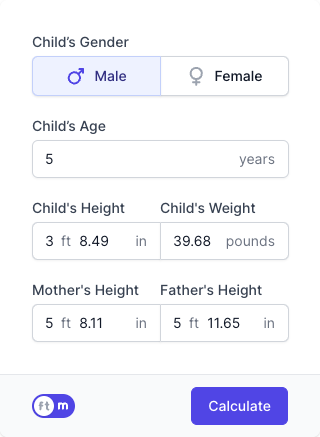 Child's Gender
Male Female
Child's Age
5 years
Child's Height Child's Weight
3 ft 8.49 in 39.68 pounds
Mother's Height Father's Height
5 ft 8.11 in 5 ft 11.65 in
ft m Calculate